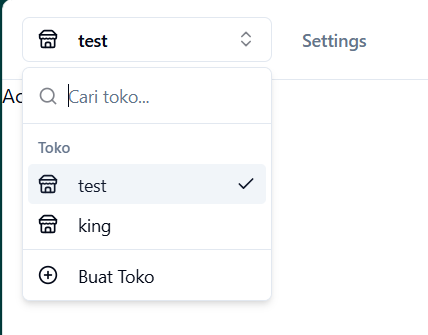 test
Settings
Cari toko...
Ac
Toko
test
king
Buat Toko